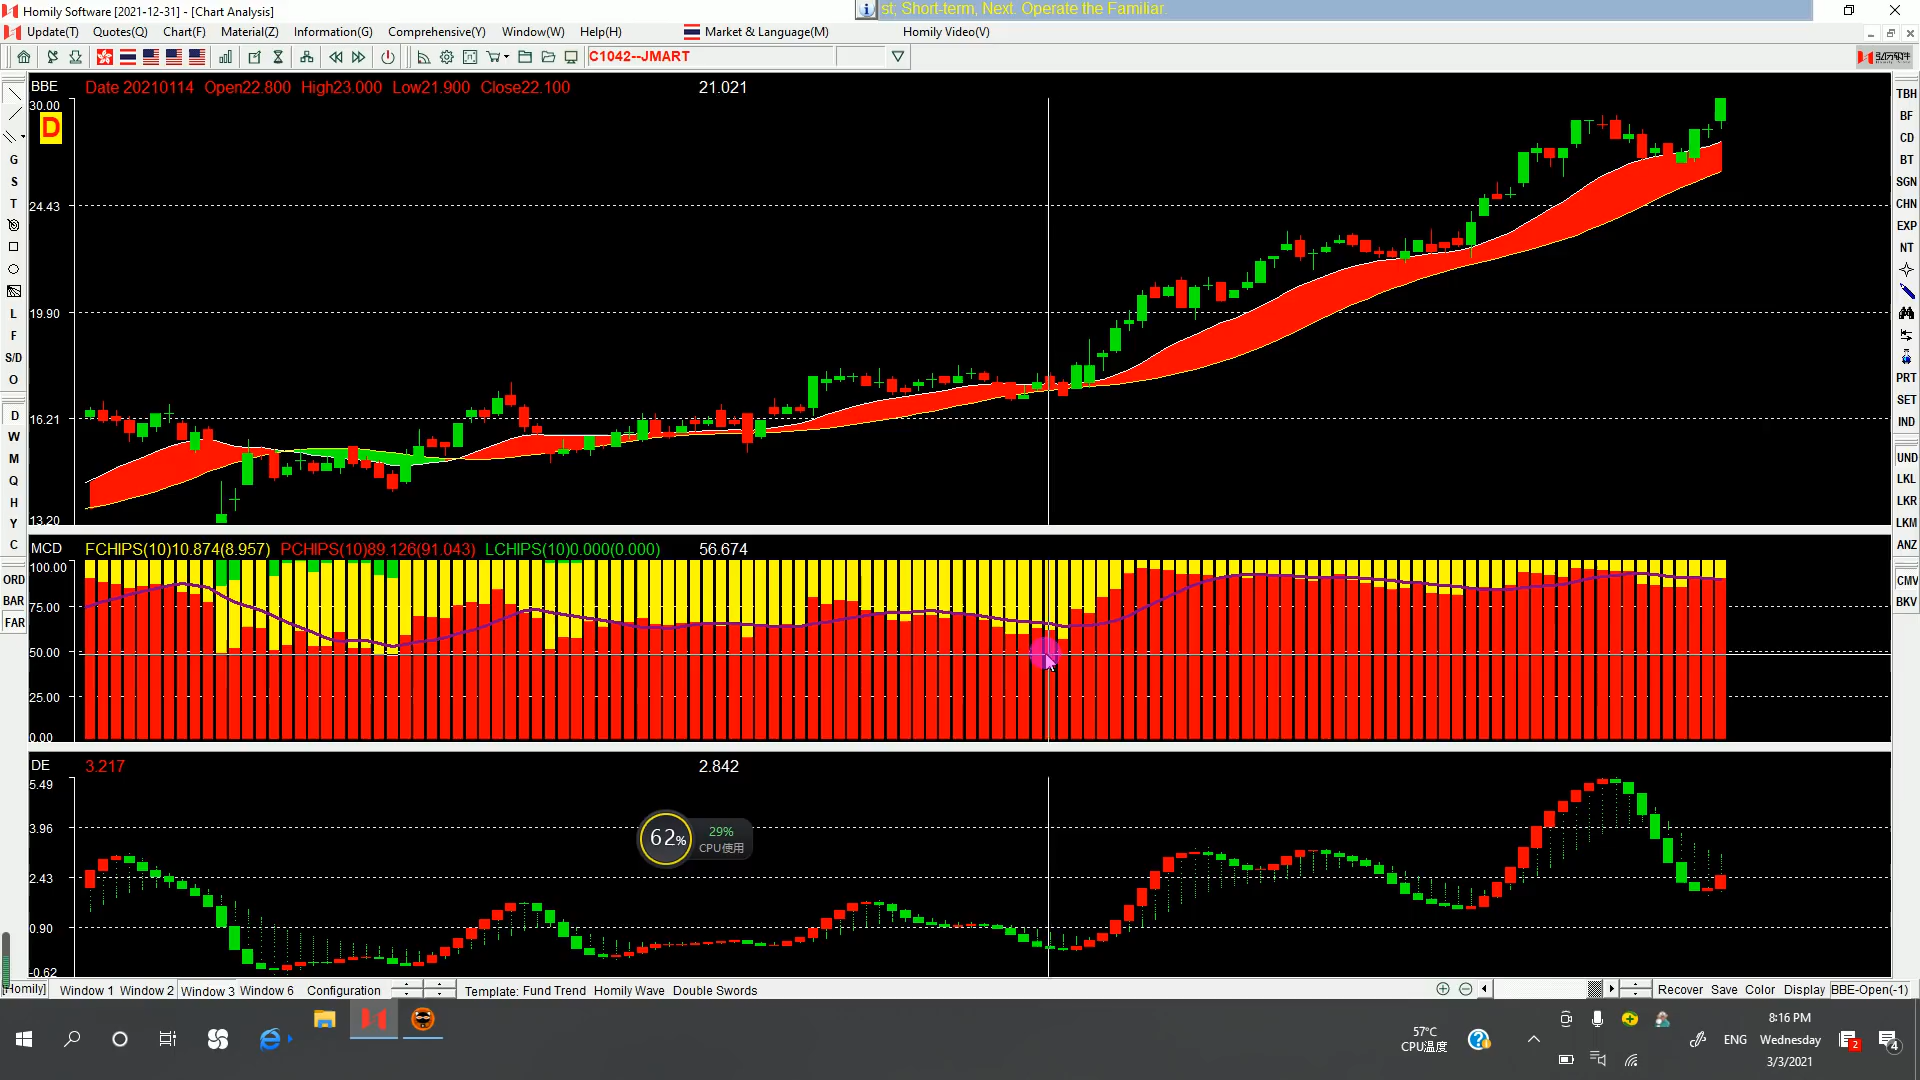 Homily Software [2021-12-31] - [Chart Analysis]
st; Short-term, Next. Operate the Familiar.
Update(T) Quotes(Q) Chart(F) Material(Z) Information(G) Comprehensive(Y) Window(W) Help(H) Market & Language(M) Homily Video(V)
C1042--JMART
BBE Date 20210114 Open22.800 High23.000 Low21.900 Close22.100 21.021
30.00
D
24.43
19.90
16.21
13.20
MCD FCHIPS(10)10.874(8.957) PCHIPS(10)89.126(91.043) LCHIPS(10)0.000(0.000) 56.674
100.00
75.00
50.00
25.00
0.00
DE 3.217 2.842
5.49
3.96
2.43
0.90
-0.62
62%
29%
CPU使用
G
S
T
L
F
S/D
O
D
W
M
Q
H
Y
C
ORD
BAR
FAR
TBH
BF
CD
BT
SGN
CHN
EXP
NT
PRT
SET
IND
UND
LKL
LKR
LKM
ANZ
CMV
BKV
[Homily] Window 1 Window 2 Window 3 Window 6 Configuration Template: Fund Trend Homily Wave Double Swords Recover Save Color Display BBE-Open(-1)
57°C
CPU温度
ENG
8:16 PM
Wednesday
3/3/2021
2
4